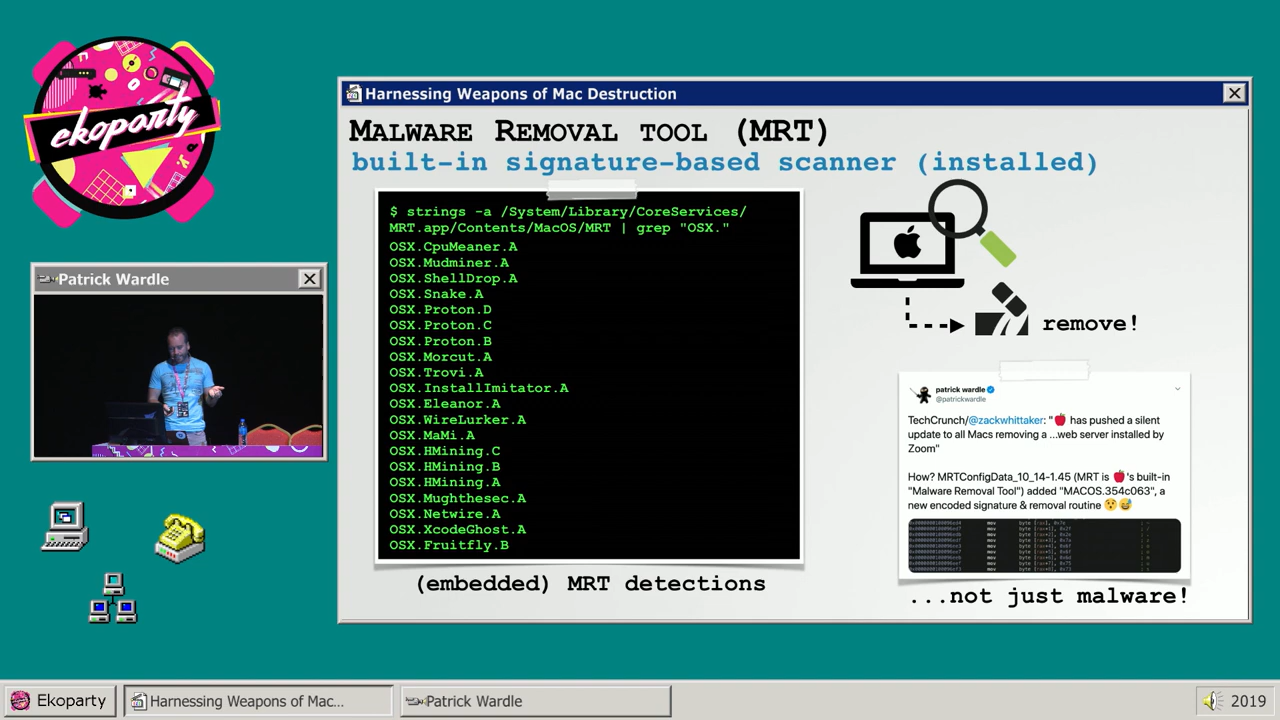 ekoparty
Harnessing Weapons of Mac Destruction
MALWARE REMOVAL TOOL (MRT)
built-in signature-based scanner (installed)
$ strings -a /System/Library/CoreServices/
MRT.app/Contents/MacOS/MRT | grep "OSX."
OSX.CpuMeaner.A
OSX.Mudminer.A
OSX.ShellDrop.A
OSX.Snake.A
OSX.Proton.D
OSX.Proton.C
OSX.Proton.B
OSX.Morcut.A
OSX.Trovi.A
OSX.InstallImitator.A
OSX.Eleanor.A
OSX.WireLurker.A
OSX.MaMi.A
OSX.HMining.C
OSX.HMining.B
OSX.HMining.A
OSX.Mughthesec.A
OSX.Netwire.A
OSX.XcodeGhost.A
OSX.Fruitfly.B
(embedded) MRT detections
remove!
patrick wardle
@patrickwardle
TechCrunch/@zackwhittaker: "🍎 has pushed a silent
update to all Macs removing a ...web server installed by
Zoom"
How? MRTConfigData_10_14-1.45 (MRT is 🍎's built-in
"Malware Removal Tool") added "MACOS.354c063", a
new encoded signature & removal routine 😯😅
...not just malware!
Patrick Wardle
Ekoparty
Harnessing Weapons of Mac...
Patrick Wardle
2019